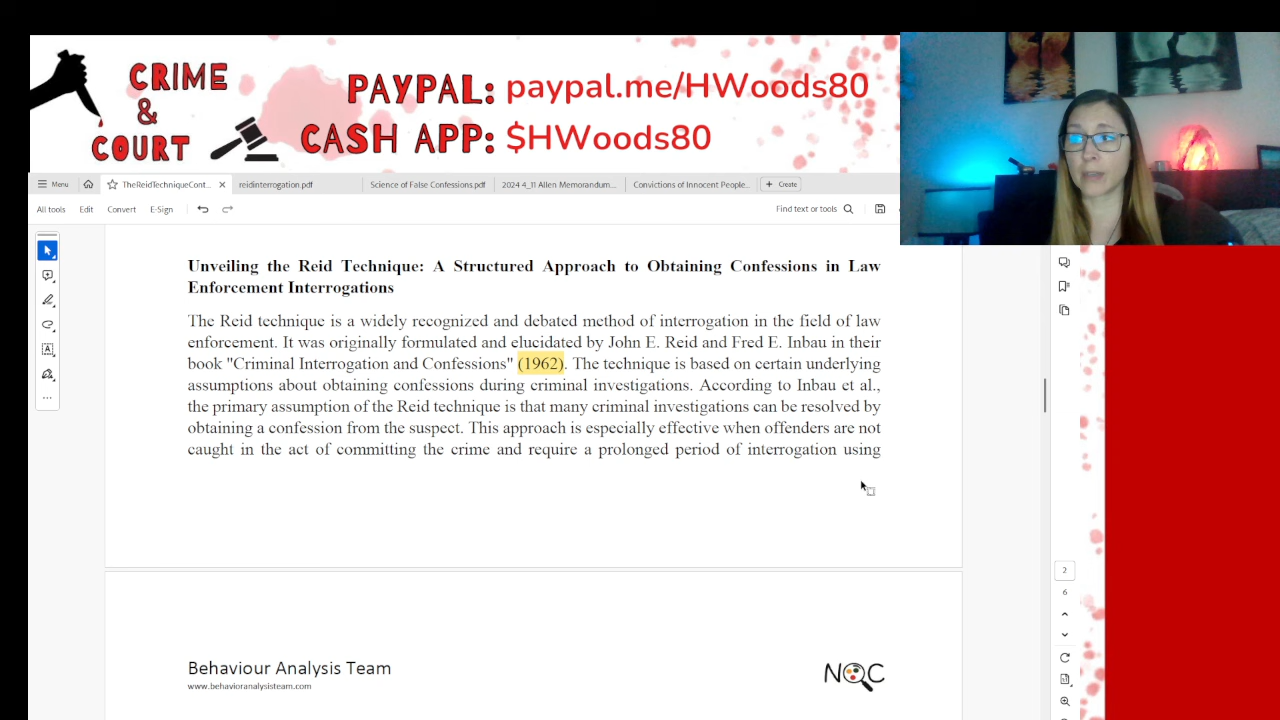 CRIME
&
COURT
PAYPAL: paypal.me/HWoods80
CASH APP: $HWoods80
Menu
TheReidTechniqueCont...
reidinterrogation.pdf
Science of False Confessions.pdf
2024 4_11 Allen Memorandum...
Convictions of Innocent People...
Create
All tools
Edit
Convert
E-Sign
Find text or tools
Unveiling the Reid Technique: A Structured Approach to Obtaining Confessions in Law
Enforcement Interrogations
The Reid technique is a widely recognized and debated method of interrogation in the field of law
enforcement. It was originally formulated and elucidated by John E. Reid and Fred E. Inbau in their
book "Criminal Interrogation and Confessions" (1962). The technique is based on certain underlying
assumptions about obtaining confessions during criminal investigations. According to Inbau et al.,
the primary assumption of the Reid technique is that many criminal investigations can be resolved by
obtaining a confession from the suspect. This approach is especially effective when offenders are not
caught in the act of committing the crime and require a prolonged period of interrogation using
2
6
Behaviour Analysis Team
www.behavioranalysisteam.com
NQC